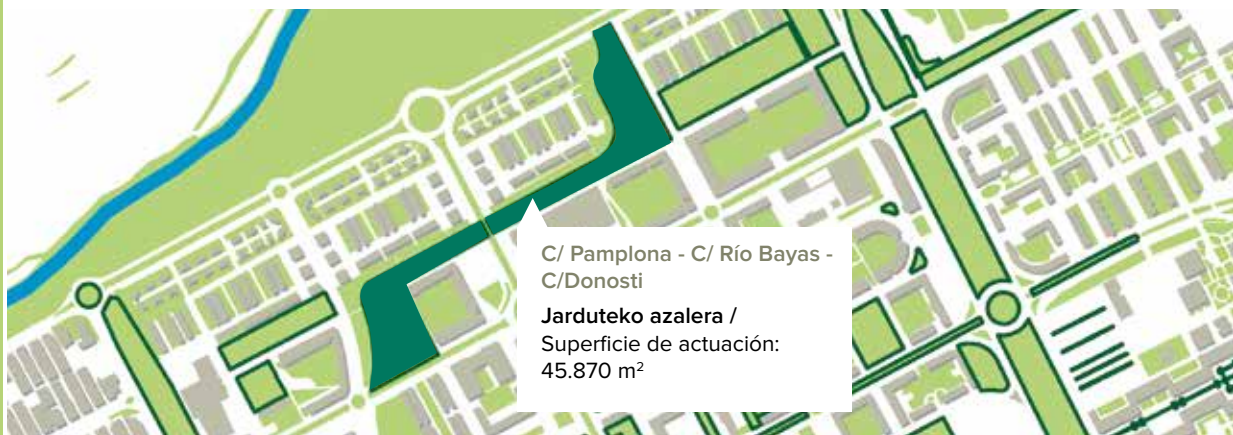 C/ Pamplona - C/ Río Bayas -
C/Donosti
Jarduteko azalera /
Superficie de actuación:
45.870 m²